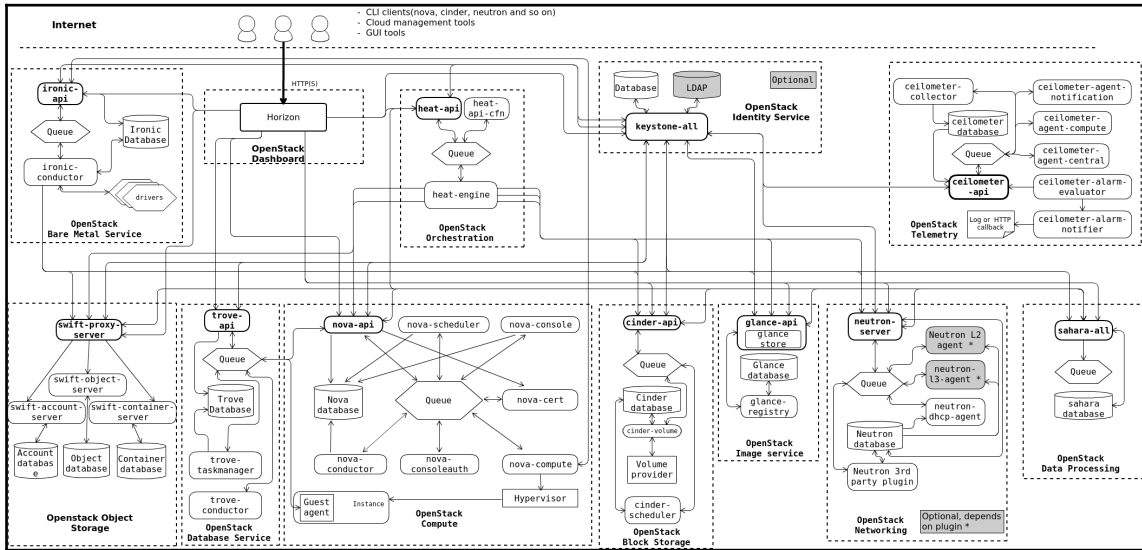 Internet
- CLI clients(nova, cinder, neutron and so on)
- Cloud management tools
- GUI tools
HTTP(S)
ironic-
api
Queue
Ironic
Database
ironic-
conductor
drivers
OpenStack
Bare Metal Service
Horizon
OpenStack
Dashboard
heat-api
heat-
api-cfn
Queue
heat-engine
OpenStack
Orchestration
Database
LDAP
Optional
OpenStack
Identity Service
keystone-all
ceilometer-
collector
ceilometer
database
Queue
ceilometer
-api
ceilometer-agent-
notification
ceilometer-
agent-compute
ceilometer-
agent-central
ceilometer-alarm-
evaluator
ceilometer-alarm-
notifier
Log or HTTP
callback
OpenStack
Telemetry
swift-proxy-
server
swift-object-
server
swift-account-
server
swift-container-
server
Account
databas
e
Object
database
Container
database
Openstack Object
Storage
trove-
api
Queue
Trove
Database
trove-
taskmanager
trove-
conductor
OpenStack
Database Service
nova-api
nova-scheduler
nova-console
Nova
database
Queue
nova-cert
nova-
conductor
nova-
consoleauth
nova-compute
Hypervisor
Guest
agent
Instance
OpenStack
Compute
cinder-api
Queue
Cinder
database
cinder-volume
Volume
provider
cinder-
scheduler
OpenStack
Block Storage
glance-api
glance
store
Glance
database
glance-
registry
OpenStack
Image service
neutron-
server
Neutron L2
agent *
neutron-
l3-agent *
Queue
neutron-
dhcp-agent
Neutron
database
Neutron 3rd
party plugin
OpenStack
Networking
Optional, depends
on plugin *
sahara-all
Queue
sahara
database
OpenStack
Data Processing